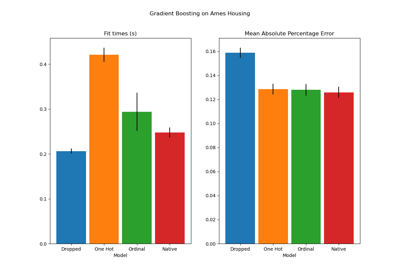 Gradient Boosting on Ames Housing
Fit times (s)
0.4
0.3
0.2
0.1
0.0
Dropped One Hot Ordinal Native
Model
Mean Absolute Percentage Error
0.16
0.14
0.12
0.10
0.08
0.06
0.04
0.02
0.00
Dropped One Hot Ordinal Native
Model